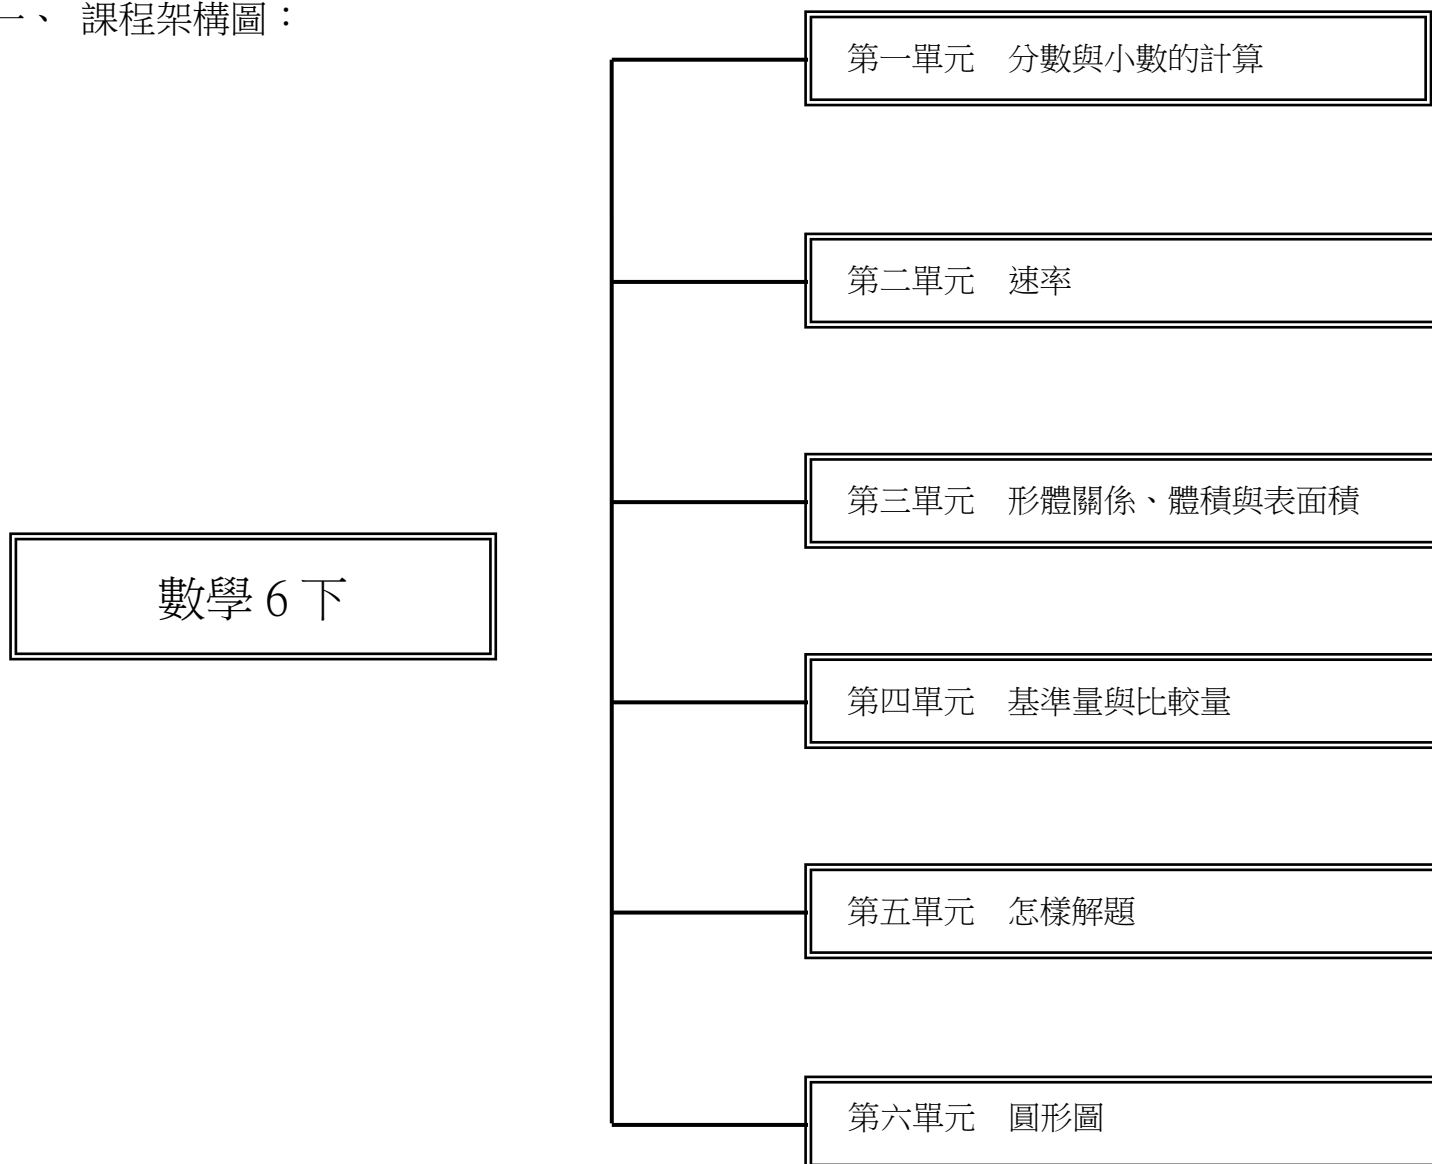 一、 課程架構圖：
第一單元　分數與小數的計算
第二單元　速率
第三單元　形體關係、體積與表面積
數學 6 下
第四單元　基準量與比較量
第五單元　怎樣解題
第六單元　圓形圖